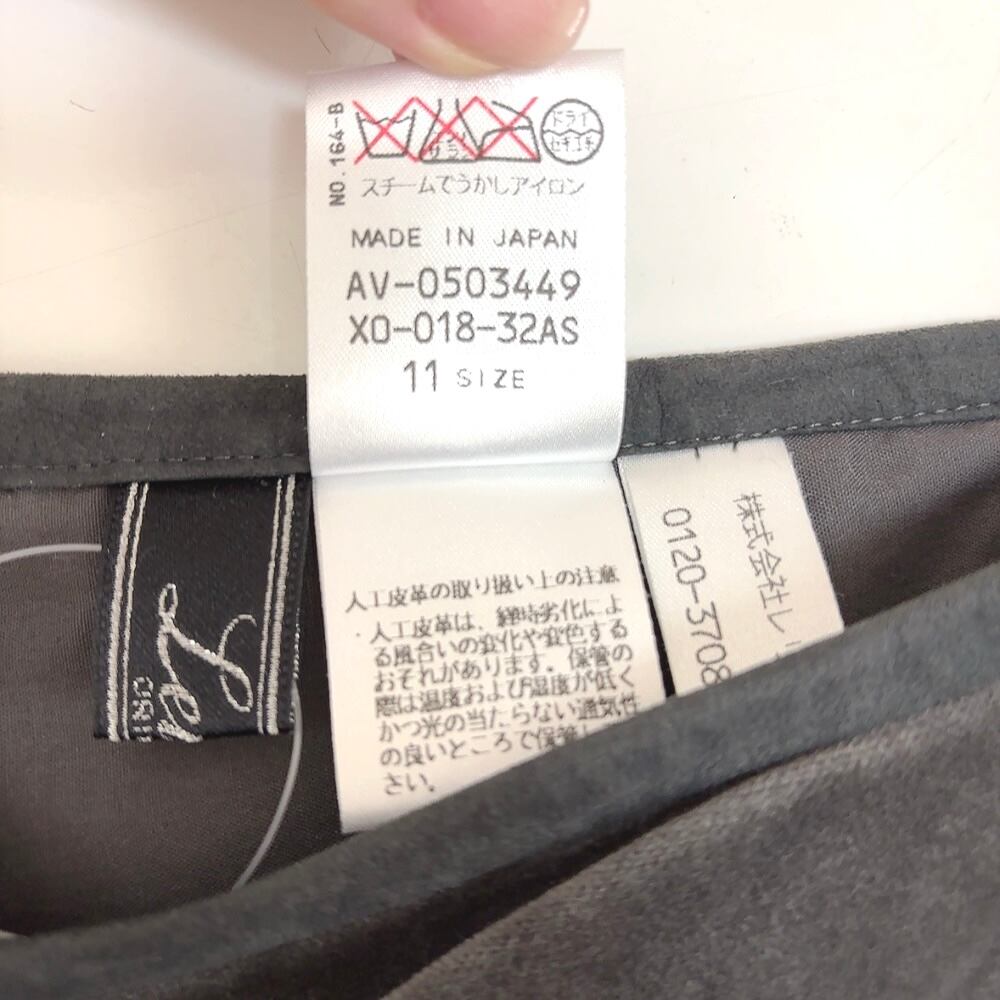 NO.164-B
ドライ
セキユ系
スチームでうかしアイロン
MADE IN JAPAN
AV-0503449
XO-018-32AS
11 SIZE
人工皮革の取り扱い上の注意
・人工皮革は、経時劣化によ
る風合いの変化や変色する
おそれがあります。保管の
際は温度および湿度が低く
かつ光の当たらない通気性
の良いところで保管し
さい。
株式会社レ
0120-3708